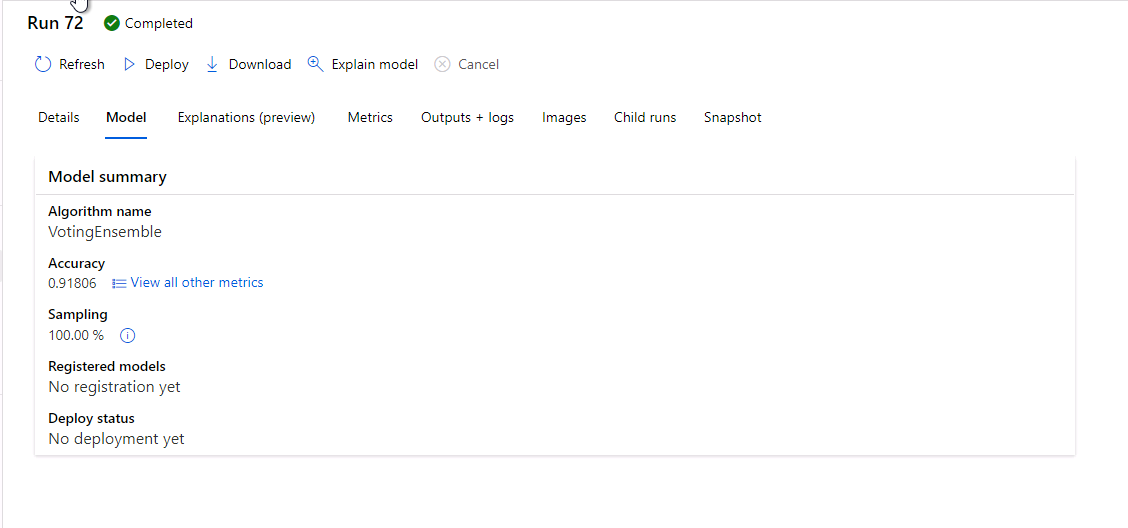 Run 72 Completed
Refresh Deploy Download Explain model Cancel
Details Model Explanations (preview) Metrics Outputs + logs Images Child runs Snapshot
Model summary
Algorithm name
VotingEnsemble
Accuracy
0.91806 View all other metrics
Sampling
100.00 %
Registered models
No registration yet
Deploy status
No deployment yet